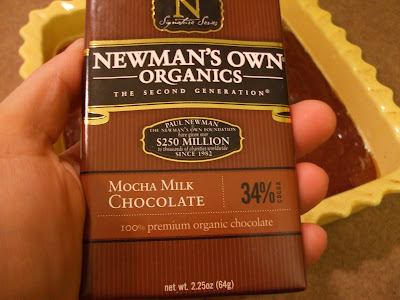 N
Signature Series
NEWMAN'S OWN®
ORGANICS
THE SECOND GENERATION®
PAUL NEWMAN
THE NEWMAN'S OWN FOUNDATION
have given over
$250 MILLION
to thousands of charities worldwide
SINCE 1982
MOCHA MILK
CHOCOLATE
34% COCOA
100% premium organic chocolate
net wt. 2.25oz (64g)